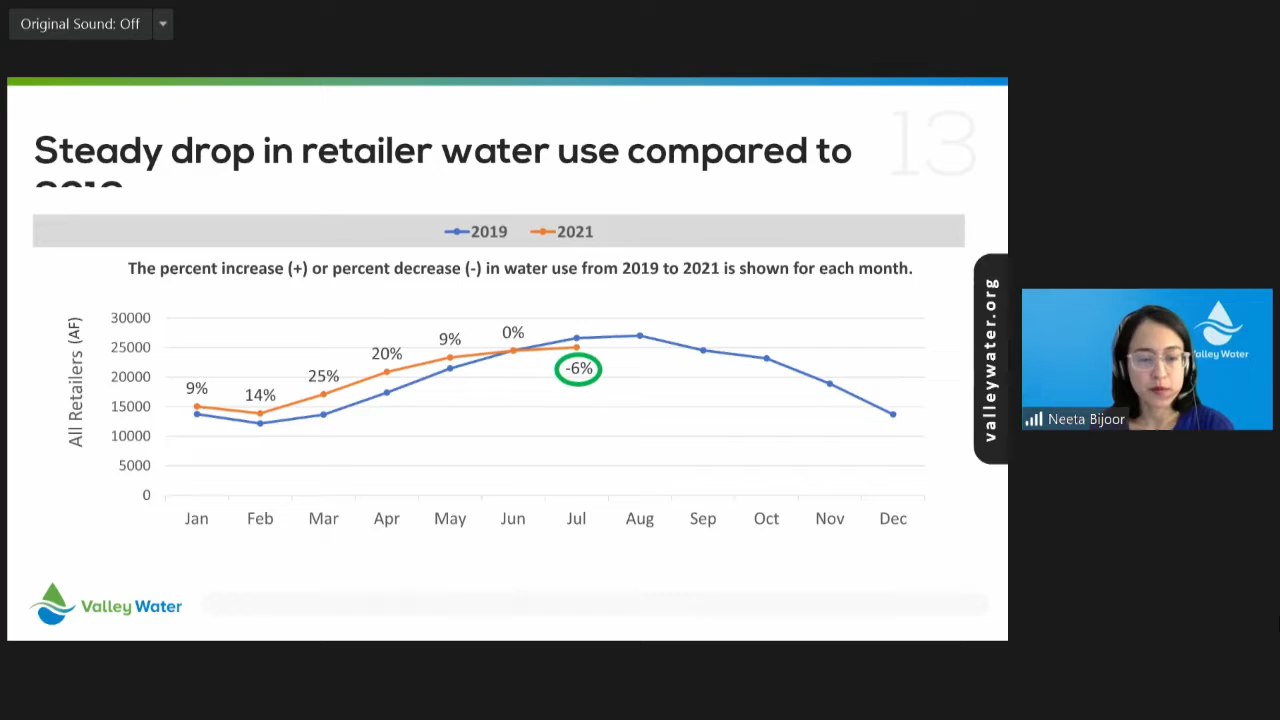 Original Sound: Off
Steady drop in retailer water use compared to
13
2019 2021
The percent increase (+) or percent decrease (-) in water use from 2019 to 2021 is shown for each month.
All Retailers (AF)
30000
25000
20000
15000
10000
5000
0
9% 14% 25% 20% 9% 0% -6%
Jan Feb Mar Apr May Jun Jul Aug Sep Oct Nov Dec
Valley Water
valleywater.org
Valley Water
Neeta Bijoor